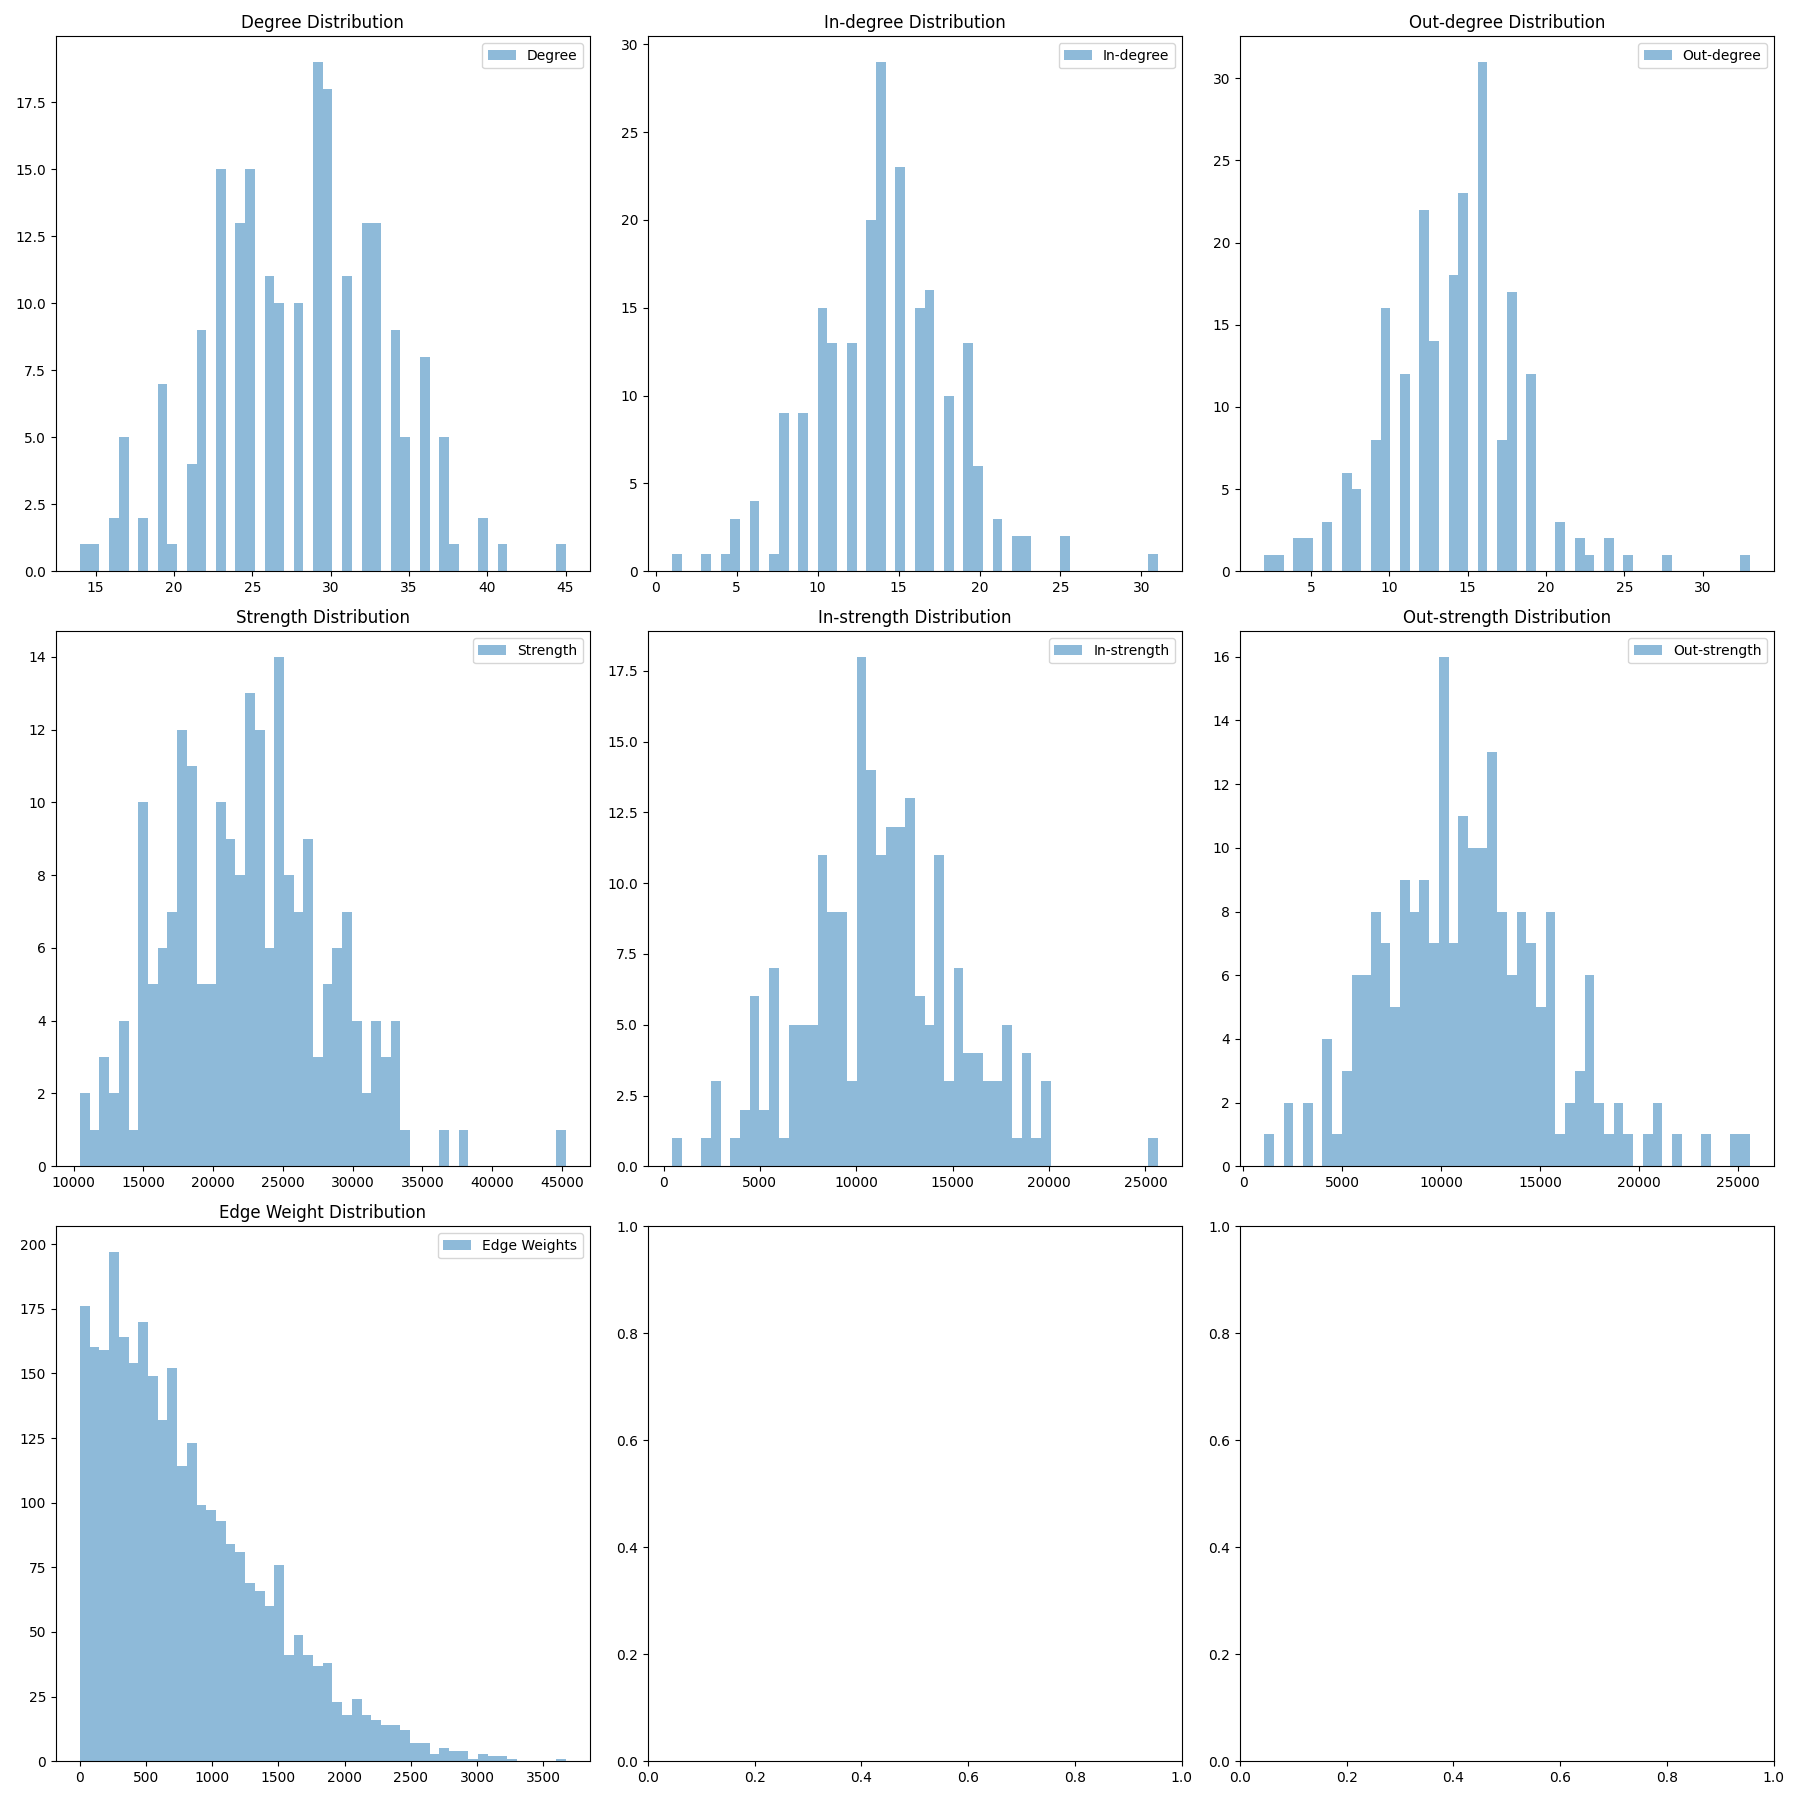 Degree Distribution
Degree
17.5
15.0
12.5
10.0
7.5
5.0
2.5
0.0
15 20 25 30 35 40 45
In-degree Distribution
In-degree
30
25
20
15
10
5
0
0 5 10 15 20 25 30
Out-degree Distribution
Out-degree
30
25
20
15
10
5
0
5 10 15 20 25 30
Strength Distribution
Strength
14
12
10
8
6
4
2
0
10000 15000 20000 25000 30000 35000 40000 45000
In-strength Distribution
In-strength
17.5
15.0
12.5
10.0
7.5
5.0
2.5
0.0
0 5000 10000 15000 20000 25000
Out-strength Distribution
Out-strength
16
14
12
10
8
6
4
2
0
0 5000 10000 15000 20000 25000
Edge Weight Distribution
Edge Weights
200
175
150
125
100
75
50
25
0
0 500 1000 1500 2000 2500 3000 3500
1.0
0.8
0.6
0.4
0.2
0.0
0.0 0.2 0.4 0.6 0.8 1.0
1.0
0.8
0.6
0.4
0.2
0.0
0.0 0.2 0.4 0.6 0.8 1.0